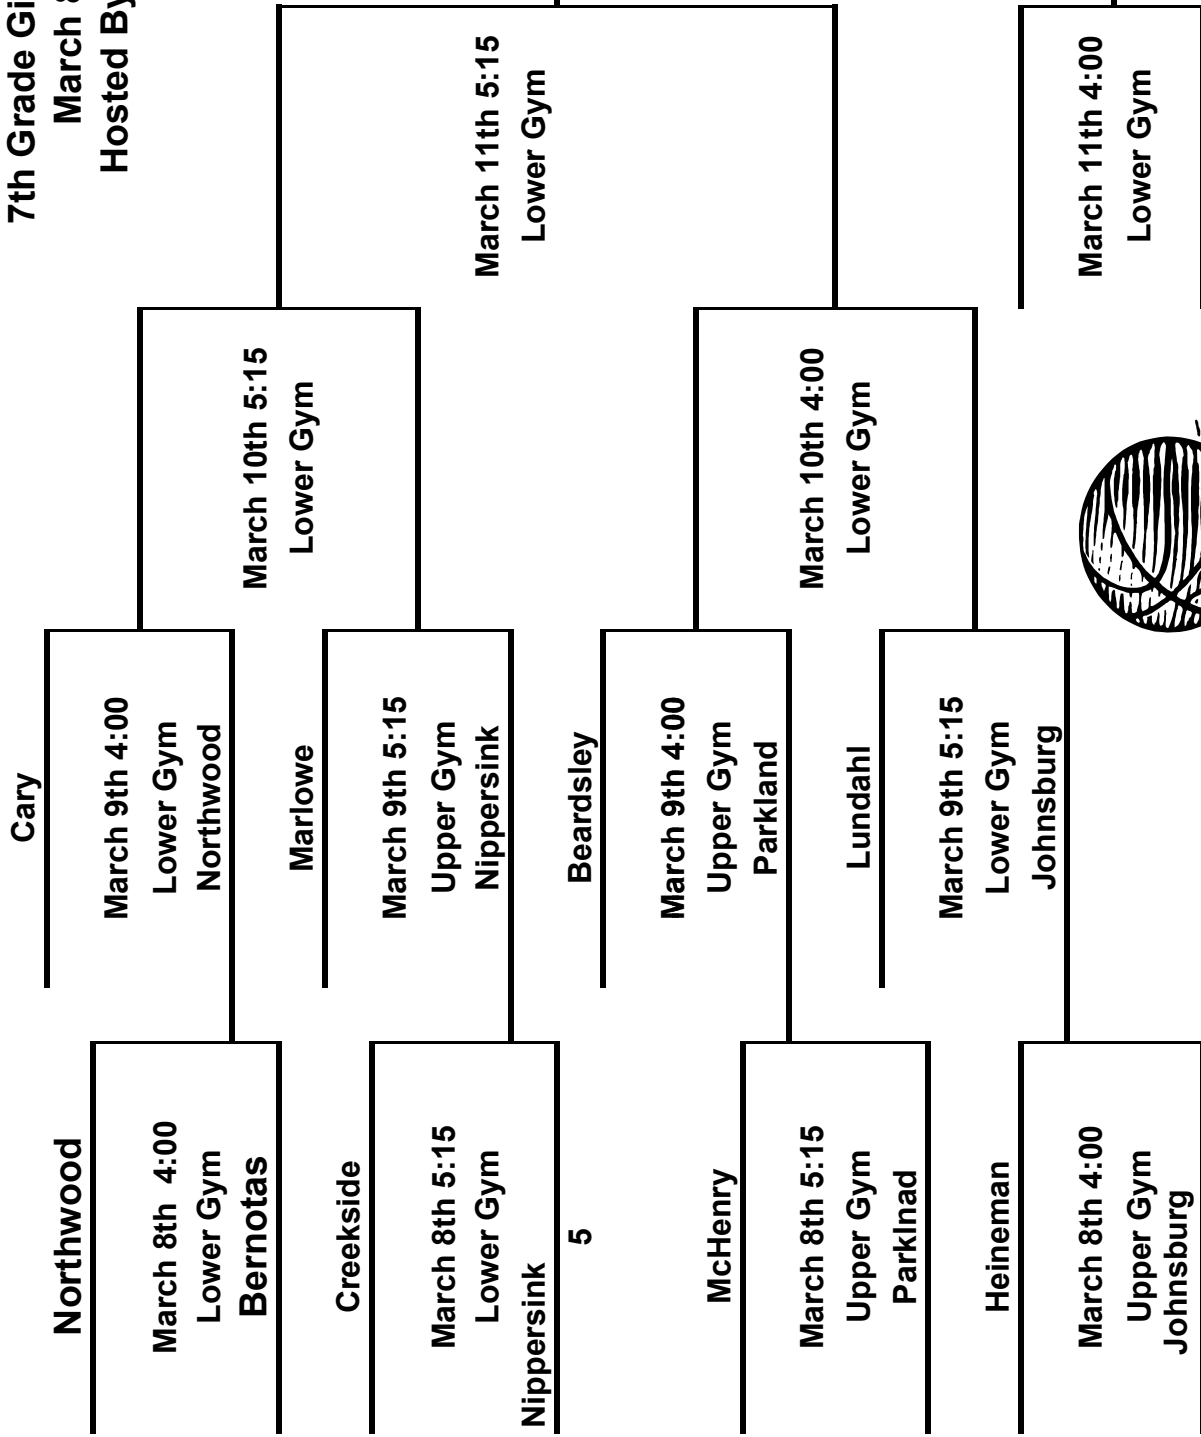 7th Grade Gi
March 8
Hosted By
Northwood
March 8th  4:00
Lower Gym
Bernotas
Creekside
March 8th 5:15
Lower Gym
Nippersink
5
McHenry
March 8th 5:15
Upper Gym
Parklnad
Heineman
March 8th 4:00
Upper Gym
Johnsburg
Cary
March 9th 4:00
Lower Gym
Northwood
Marlowe
March 9th 5:15
Upper Gym
Nippersink
Beardsley
March 9th 4:00
Upper Gym
Parkland
Lundahl
March 9th 5:15
Lower Gym
Johnsburg
March 10th 5:15
Lower Gym
March 10th 4:00
Lower Gym
March 11th 5:15
Lower Gym
March 11th 4:00
Lower Gym